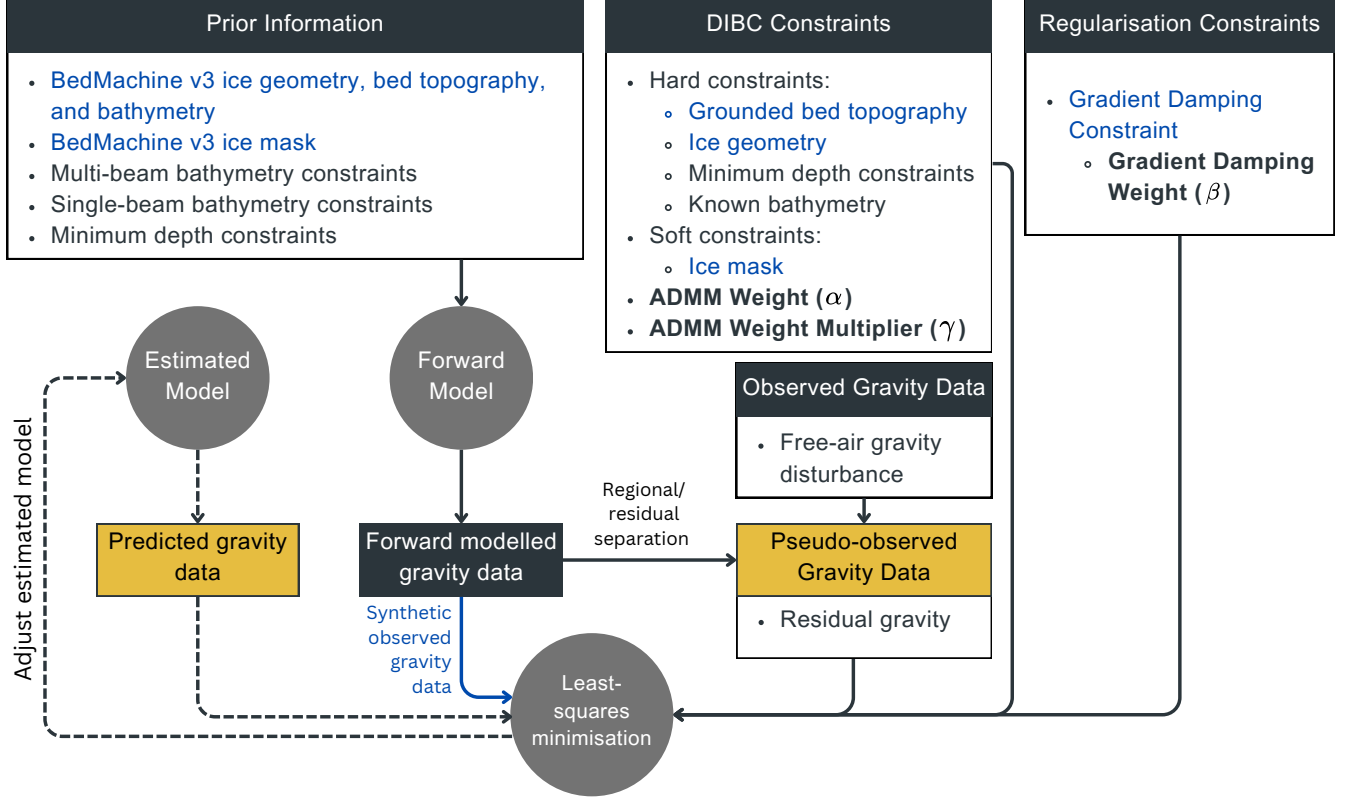 Prior Information
• BedMachine v3 ice geometry, bed topography,
and bathymetry
• BedMachine v3 ice mask
• Multi-beam bathymetry constraints
• Single-beam bathymetry constraints
• Minimum depth constraints
DIBC Constraints
• Hard constraints:
∘ Grounded bed topography
∘ Ice geometry
∘ Minimum depth constraints
∘ Known bathymetry
• Soft constraints:
∘ Ice mask
• ADMM Weight (α)
• ADMM Weight Multiplier (γ)
Regularisation Constraints
• Gradient Damping
Constraint
∘ Gradient Damping
Weight (β)
Estimated
Model
Forward
Model
Observed Gravity Data
• Free-air gravity
disturbance
Adjust estimated model
Predicted gravity
data
Forward modelled
gravity data
Regional/
residual
separation
Pseudo-observed
Gravity Data
• Residual gravity
Synthetic
observed
gravity
data
Least-
squares
minimisation